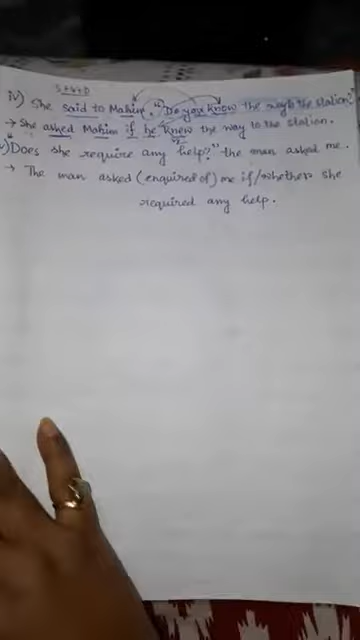 S+V+O
iv) She said to Mahim, "Do you know the way to the station?"
→ She asked Mahim if he knew the way to the station.
v) "Does she require any help?" the man asked me.
→ The man asked (enquired of) me if/whether she
required any help.